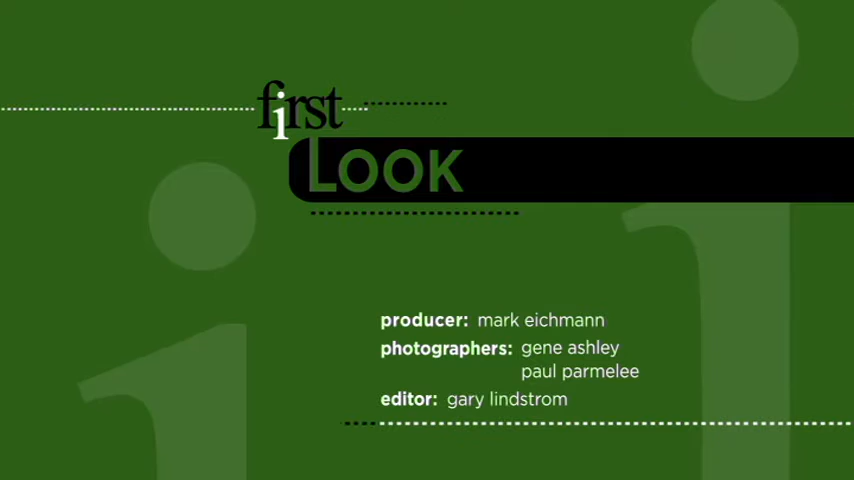 first
LOOK
producer: mark eichmann
photographers: gene ashley
paul parmelee
editor: gary lindstrom